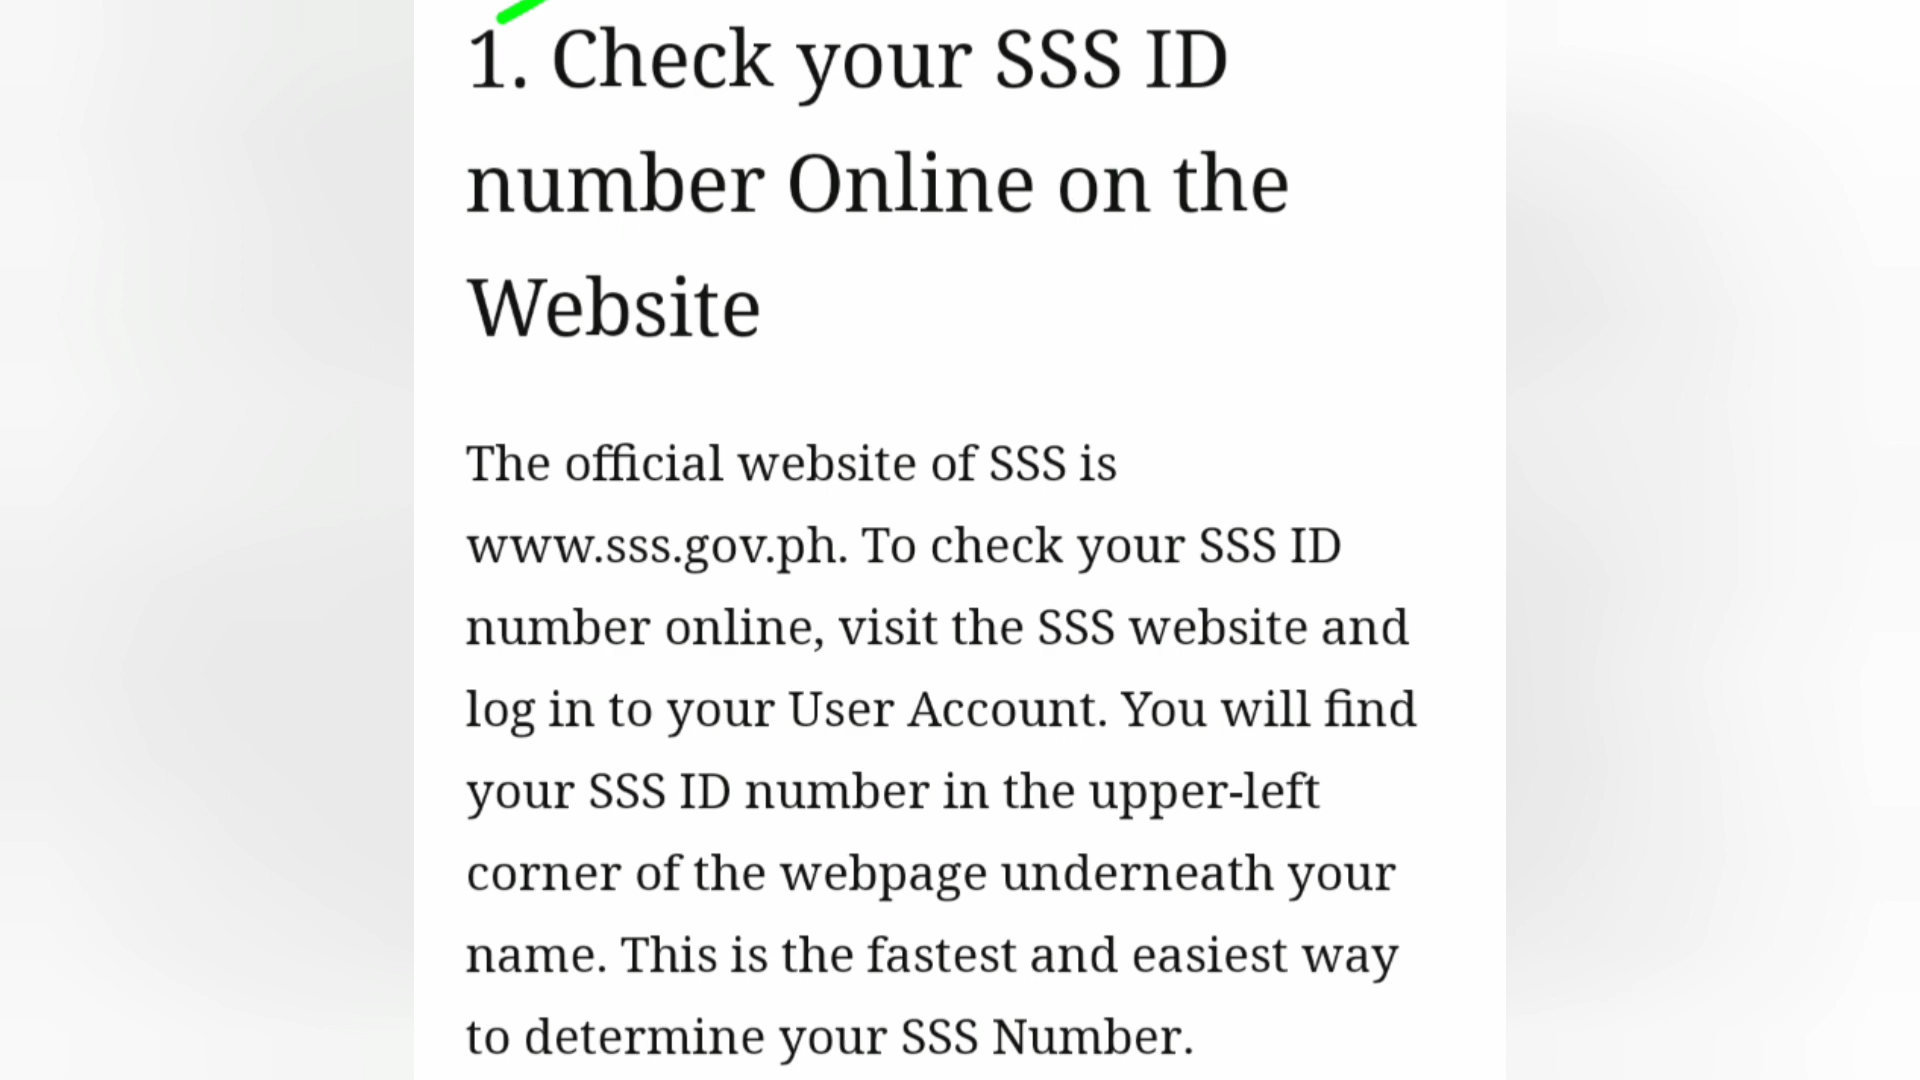 1. Check your SSS ID
number Online on the
Website
The official website of SSS is
www.sss.gov.ph. To check your SSS ID
number online, visit the SSS website and
log in to your User Account. You will find
your SSS ID number in the upper-left
corner of the webpage underneath your
name. This is the fastest and easiest way
to determine your SSS Number.